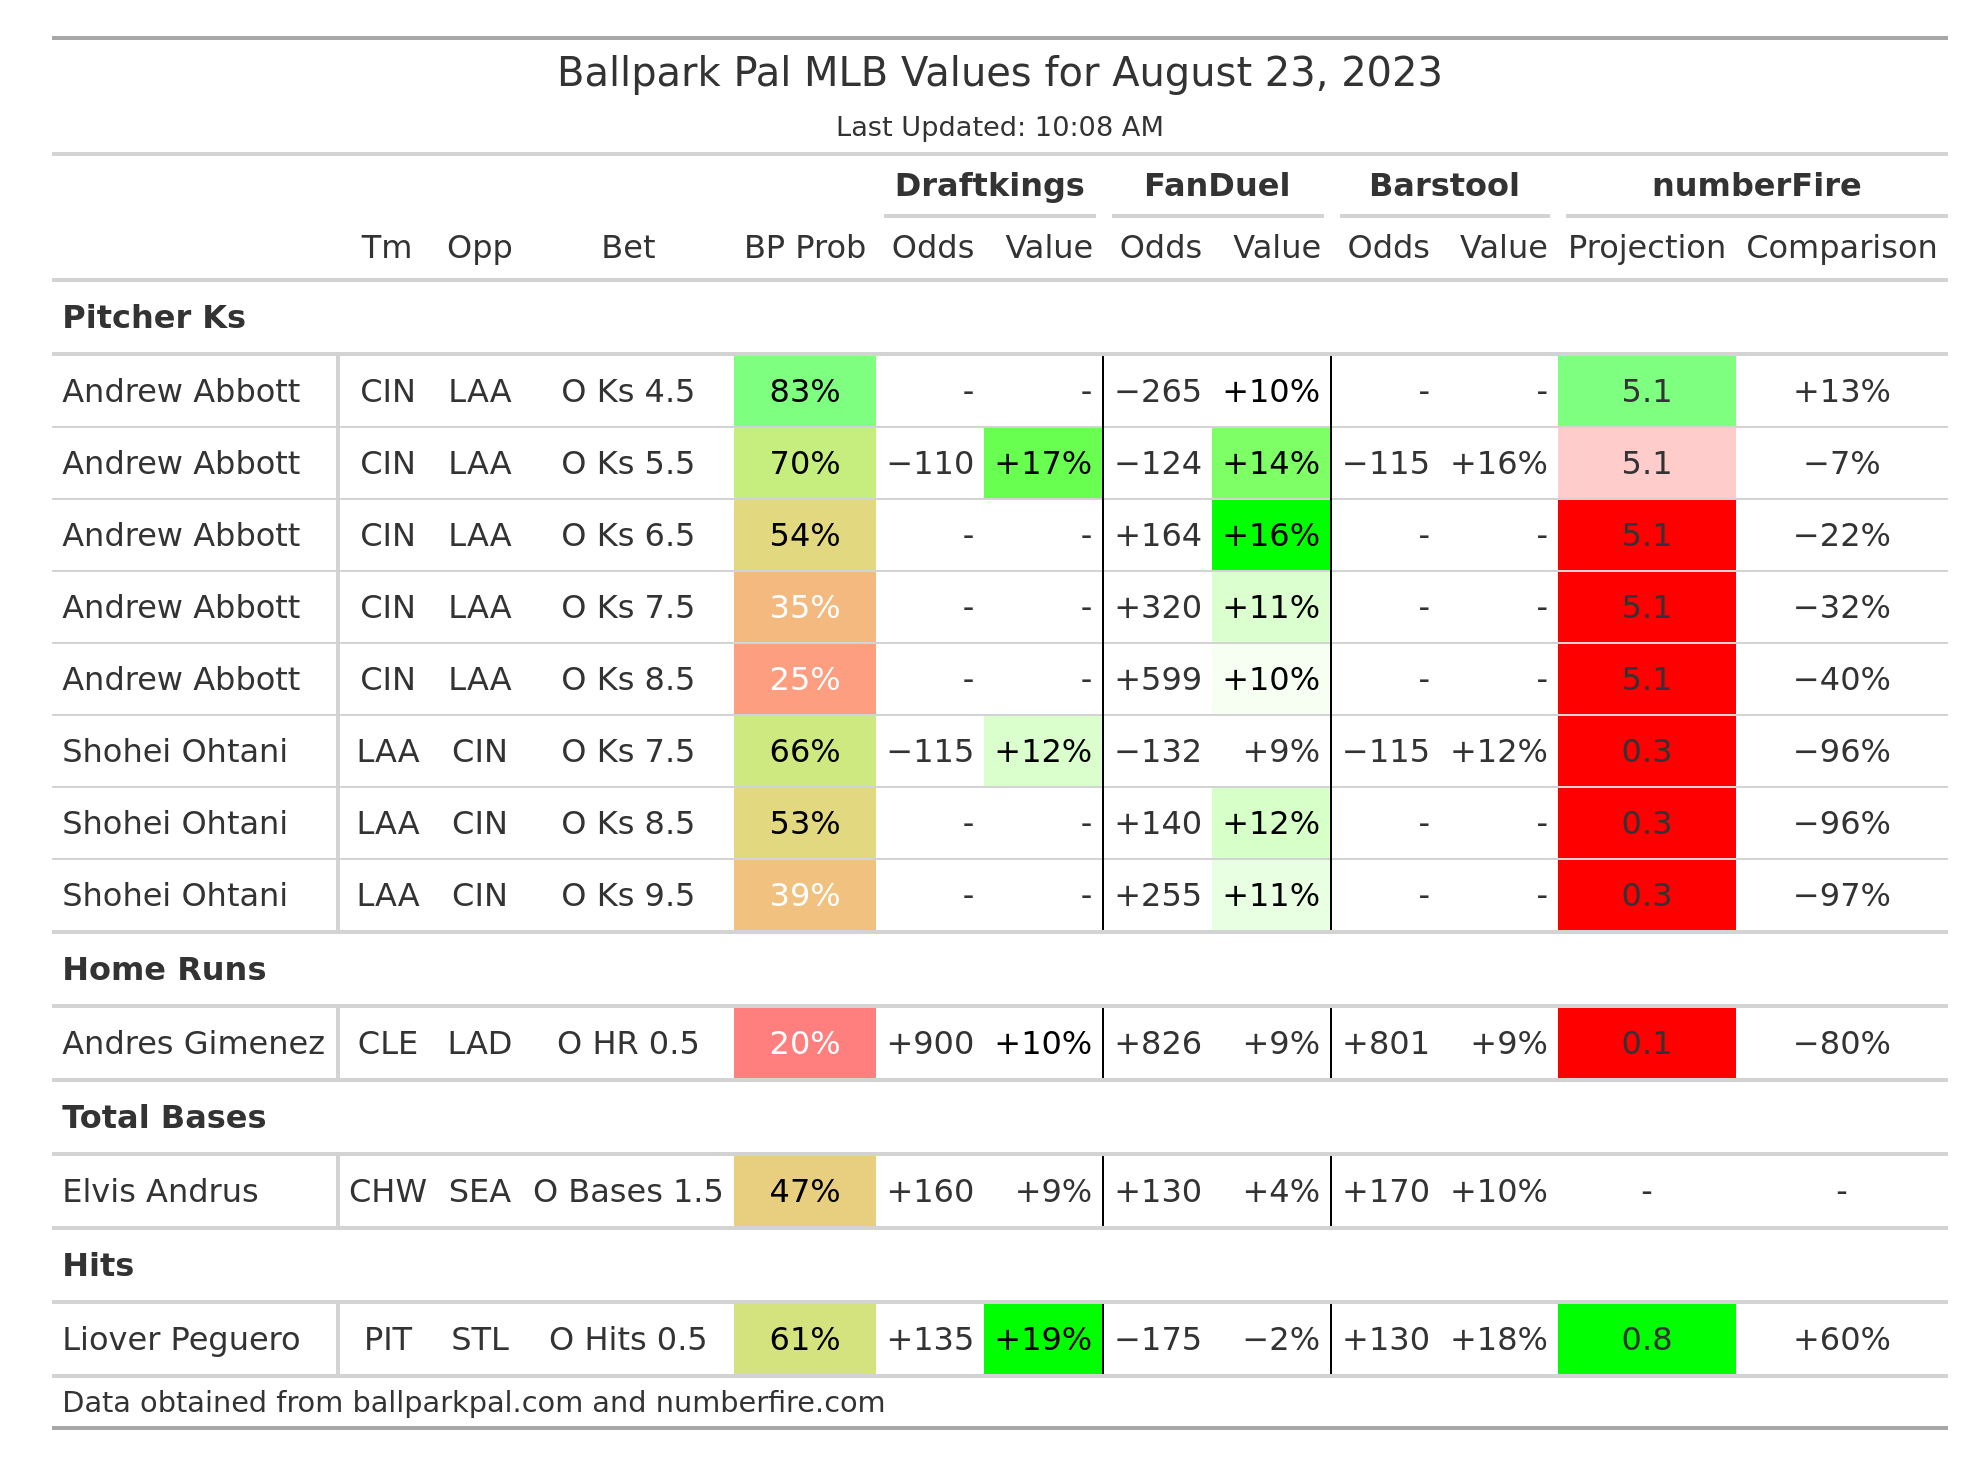 Ballpark Pal MLB Values for August 23, 2023
Last Updated: 10:08 AM
Draftkings FanDuel Barstool numberFire
Tm Opp Bet BP Prob Odds Value Odds Value Odds Value Projection Comparison
Pitcher Ks
Andrew Abbott CIN LAA O Ks 4.5 83% - - −265 +10% - - 5.1 +13%
Andrew Abbott CIN LAA O Ks 5.5 70% −110 +17% −124 +14% −115 +16% 5.1 −7%
Andrew Abbott CIN LAA O Ks 6.5 54% - - +164 +16% - - 5.1 −22%
Andrew Abbott CIN LAA O Ks 7.5 35% - - +320 +11% - - 5.1 −32%
Andrew Abbott CIN LAA O Ks 8.5 25% - - +599 +10% - - 5.1 −40%
Shohei Ohtani LAA CIN O Ks 7.5 66% −115 +12% −132 +9% −115 +12% 0.3 −96%
Shohei Ohtani LAA CIN O Ks 8.5 53% - - +140 +12% - - 0.3 −96%
Shohei Ohtani LAA CIN O Ks 9.5 39% - - +255 +11% - - 0.3 −97%
Home Runs
Andres Gimenez CLE LAD O HR 0.5 20% +900 +10% +826 +9% +801 +9% 0.1 −80%
Total Bases
Elvis Andrus CHW SEA O Bases 1.5 47% +160 +9% +130 +4% +170 +10% - -
Hits
Liover Peguero PIT STL O Hits 0.5 61% +135 +19% −175 −2% +130 +18% 0.8 +60%
Data obtained from ballparkpal.com and numberfire.com